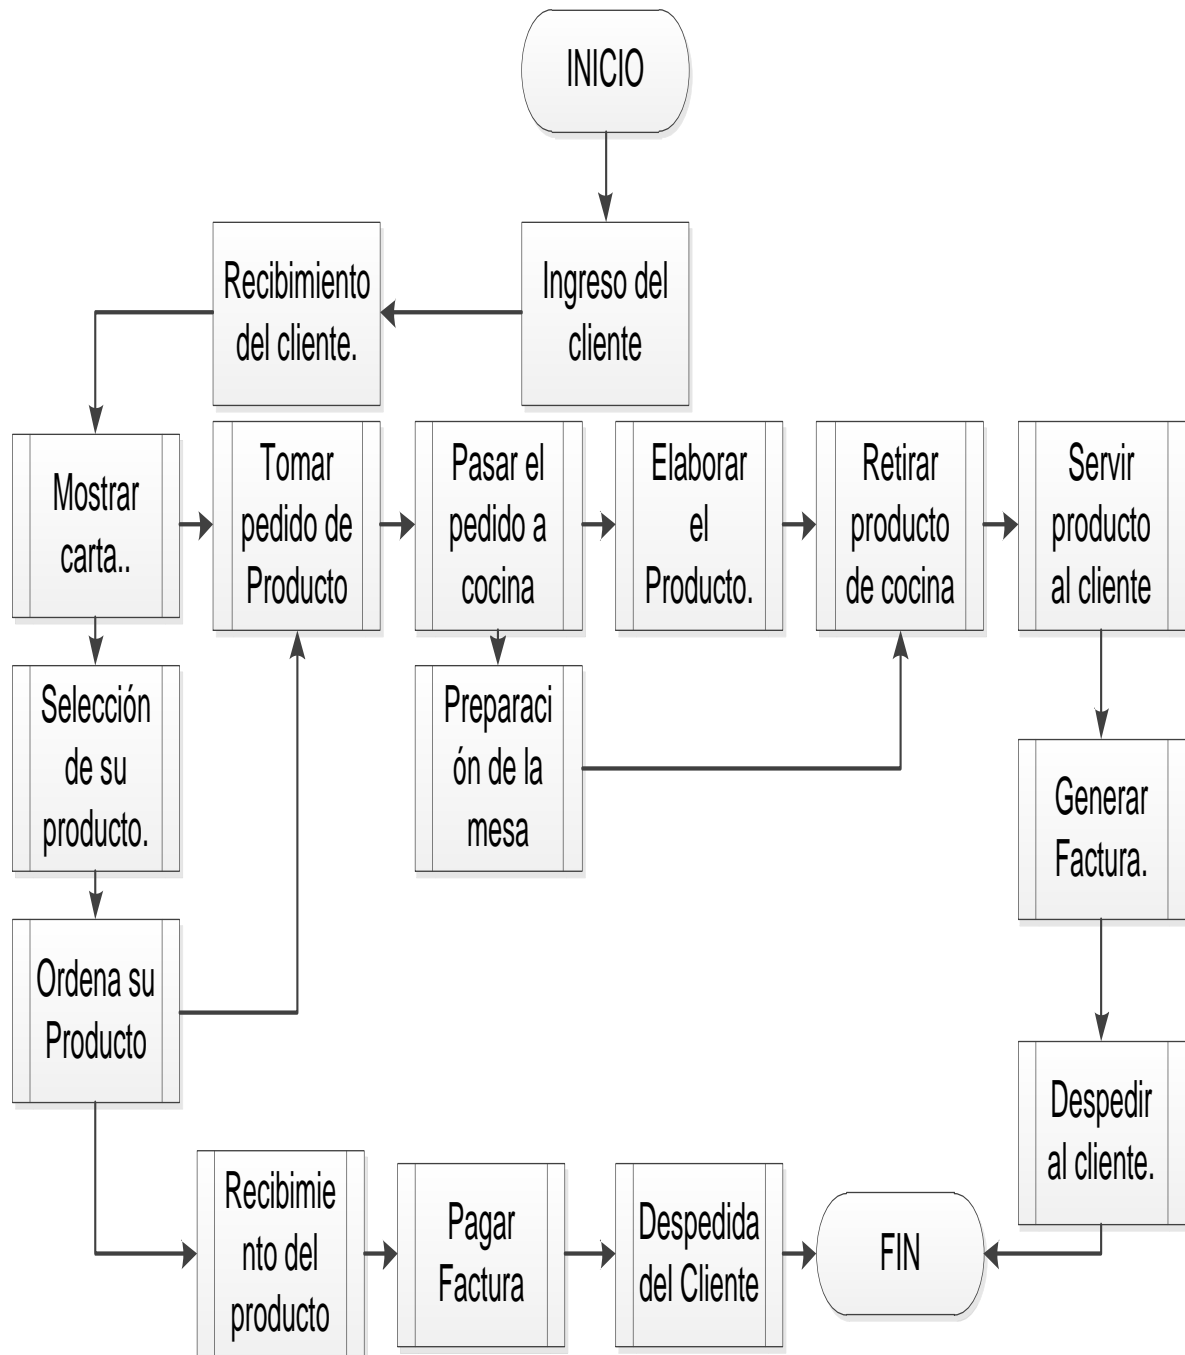 INICIO
Recibimiento
del cliente.
Ingreso del
cliente
Mostrar
carta..
Tomar
pedido de
Producto
Pasar el
pedido a
cocina
Elaborar
el
Producto.
Retirar
producto
de cocina
Servir
producto
al cliente
Selección
de su
producto.
Preparaci
ón de la
mesa
Generar
Factura.
Ordena su
Producto
Despedir
al cliente.
Recibimie
nto del
producto
Pagar
Factura
Despedida
del Cliente
FIN